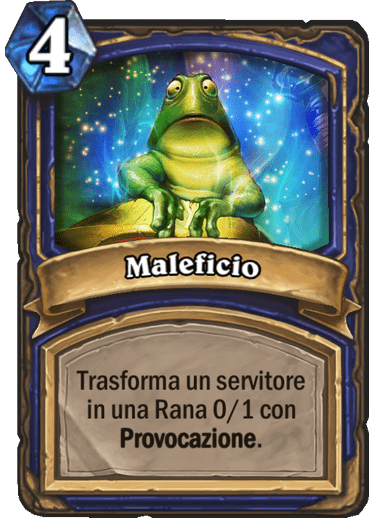 4
Maleficio
Trasforma un servitore
in una Rana 0/1 con
Provocazione.